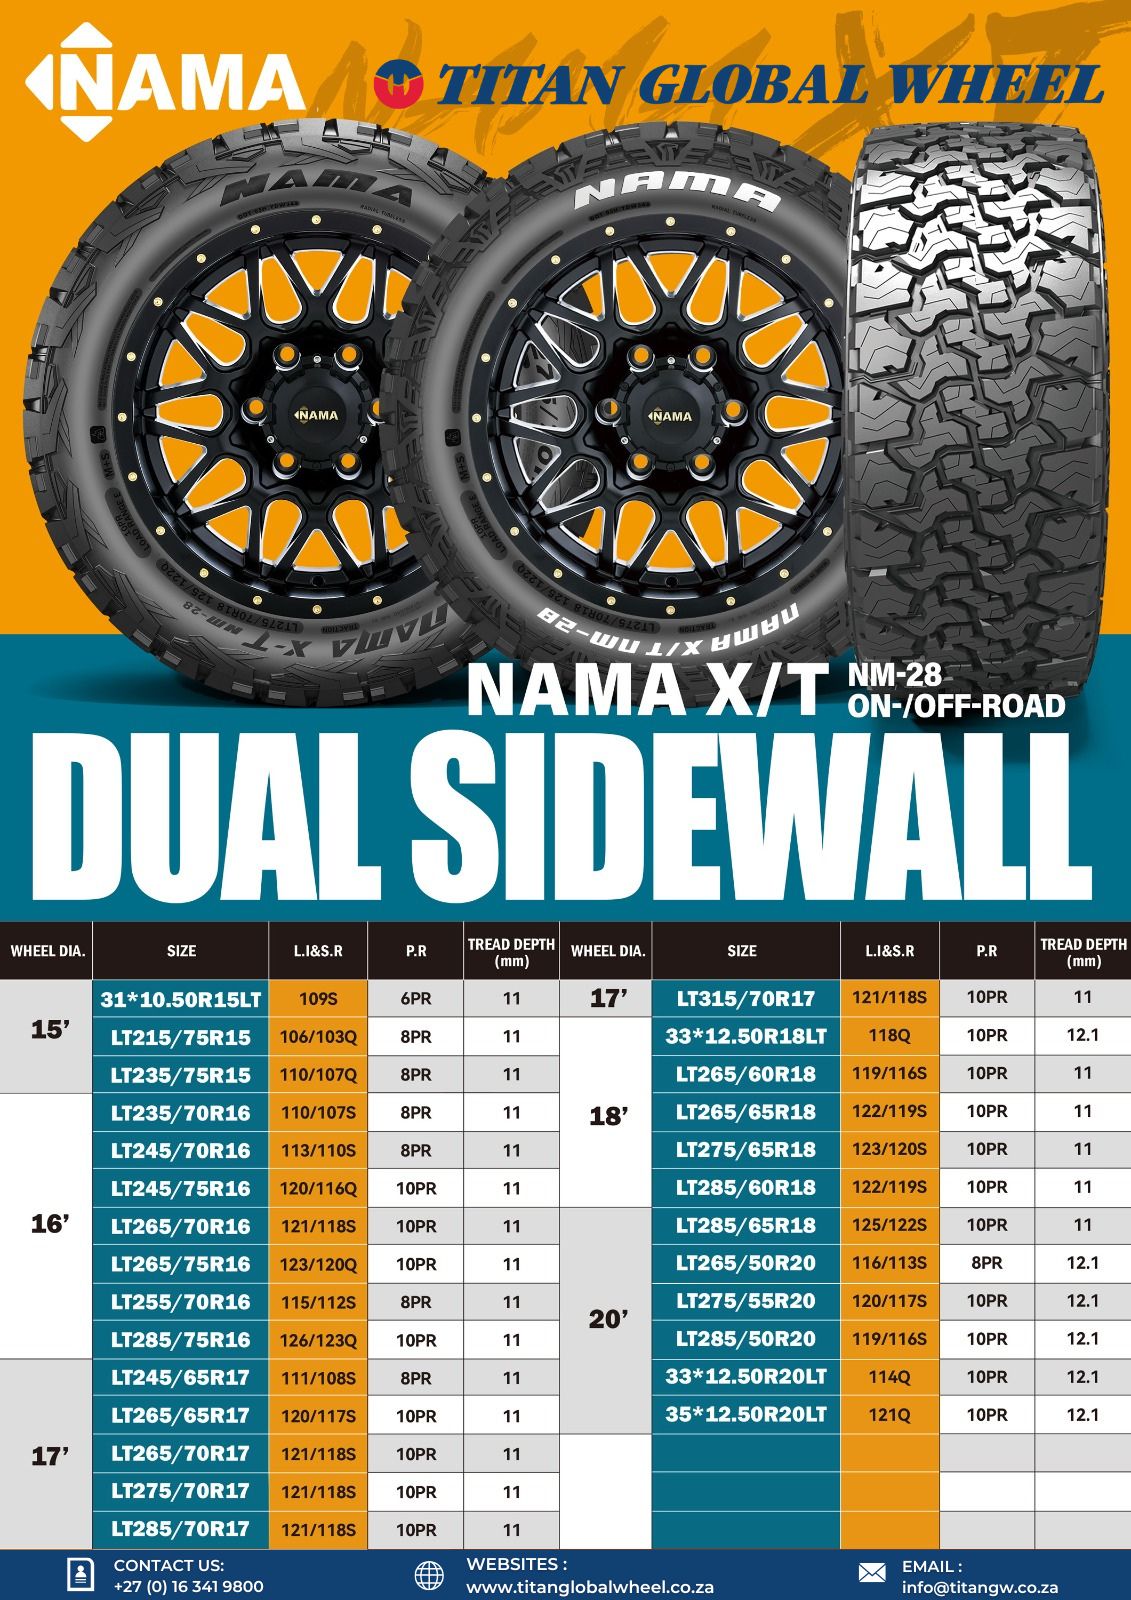 NAMA
TITAN GLOBAL WHEEL
NAMA
NAMA
RADIAL TUBELESS
NAMA
NAMA
M+S
M+S
LOAD RANGE E
LT275/70R18 125/122Q
TRACTION
NAMA X-T NM-28
NAMA X/T NM-28
NAMA
NAMA X/T
NM-28
ON-/OFF-ROAD
DUAL SIDEWALL
WHEEL DIA. SIZE L.I&S.R P.R TREAD DEPTH (mm) WHEEL DIA. SIZE L.I&S.R P.R TREAD DEPTH (mm)
15’
31*10.50R15LT 109S 6PR 11
LT215/75R15 106/103Q 8PR 11
LT235/75R15 110/107Q 8PR 11
16’
LT235/70R16 110/107S 8PR 11
LT245/70R16 113/110S 8PR 11
LT245/75R16 120/116Q 10PR 11
LT265/70R16 121/118S 10PR 11
LT265/75R16 123/120Q 10PR 11
LT255/70R16 115/112S 8PR 11
LT285/75R16 126/123Q 10PR 11
17’
LT245/65R17 111/108S 8PR 11
LT265/65R17 120/117S 10PR 11
LT265/70R17 121/118S 10PR 11
LT275/70R17 121/118S 10PR 11
LT285/70R17 121/118S 10PR 11
17’
LT315/70R17 121/118S 10PR 11
18’
33*12.50R18LT 118Q 10PR 12.1
LT265/60R18 119/116S 10PR 11
LT265/65R18 122/119S 10PR 11
LT275/65R18 123/120S 10PR 11
LT285/60R18 122/119S 10PR 11
20’
LT285/65R18 125/122S 10PR 11
LT265/50R20 116/113S 8PR 12.1
LT275/55R20 120/117S 10PR 12.1
LT285/50R20 119/116S 10PR 12.1
33*12.50R20LT 114Q 10PR 12.1
35*12.50R20LT 121Q 10PR 12.1
CONTACT US:
+27 (0) 16 341 9800
WEBSITES :
www.titanglobalwheel.co.za
EMAIL :
info@titangw.co.za